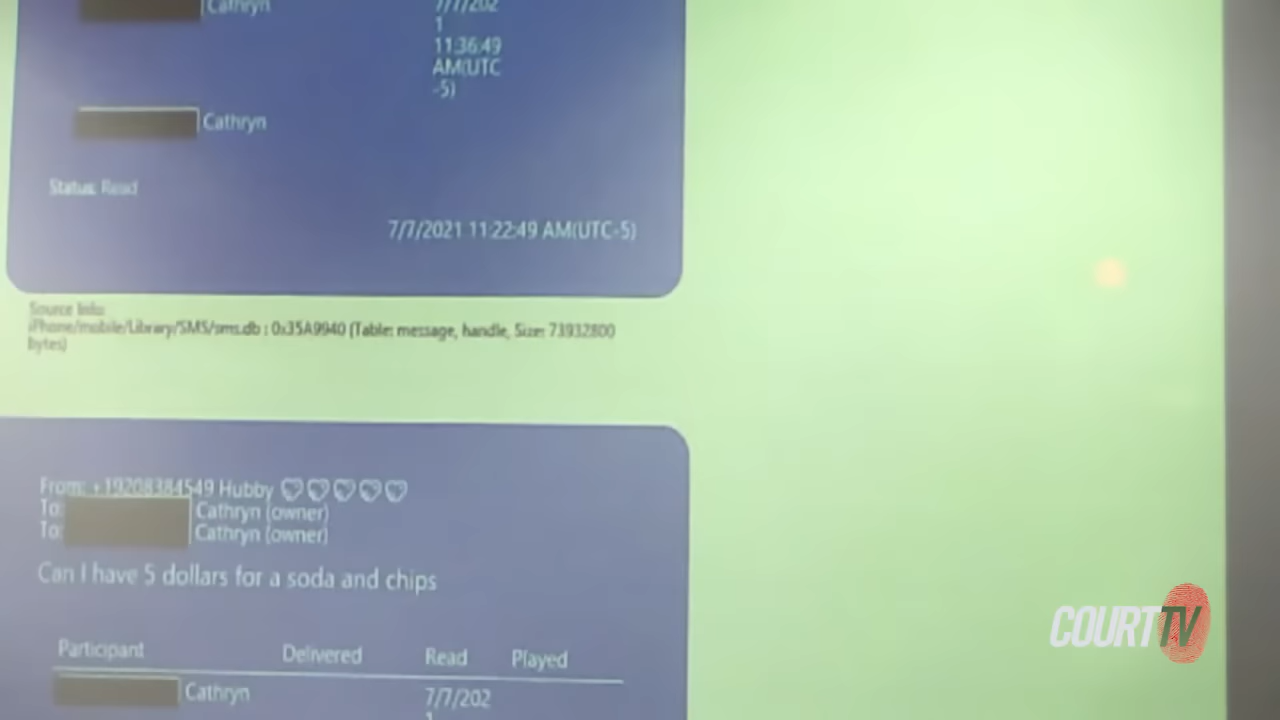 Cathryn
7/7/202
1
11:36:49
AM(UTC
-5)
Cathryn
Status: Read
7/7/2021 11:22:49 AM(UTC-5)
Source Info:
iPhone/mobile/Library/SMS/sms.db : 0x35A9940 (Table: message, handle, Size: 73932800
bytes)
From: +19208384549 Hubby ♡♡♡♡♡
To: Cathryn (owner)
To: Cathryn (owner)
Can I have 5 dollars for a soda and chips
Participant Delivered Read Played
Cathryn 7/7/202
1
COURT TV